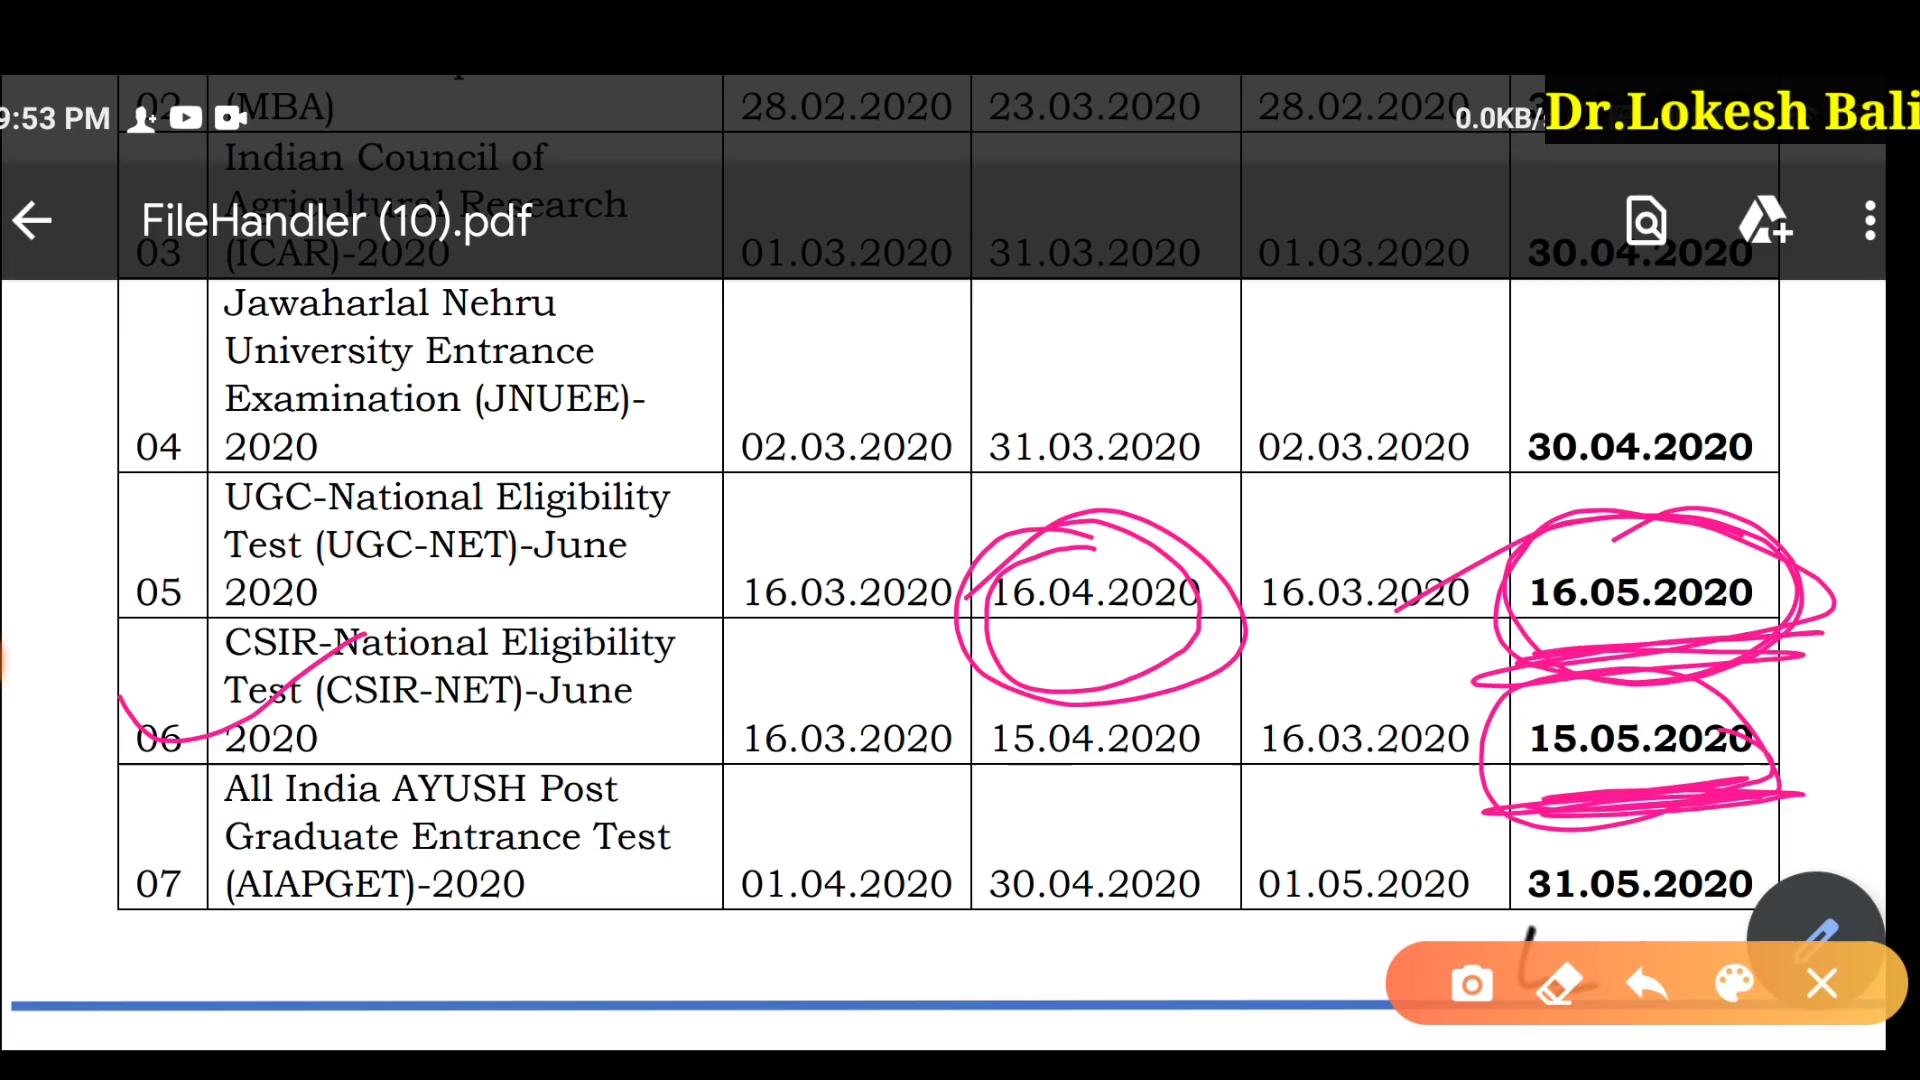 02 (MBA) 28.02.2020 23.03.2020 28.02.2020
9:53 PM 0.0KB/s Dr.Lokesh Bali
Indian Council of
Agricultural Research
FileHandler (10).pdf
03 (ICAR)-2020 01.03.2020 31.03.2020 01.03.2020 30.04.2020
Jawaharlal Nehru
University Entrance
Examination (JNUEE)-
04 2020 02.03.2020 31.03.2020 02.03.2020 30.04.2020
UGC-National Eligibility
Test (UGC-NET)-June
05 2020 16.03.2020 16.04.2020 16.03.2020 16.05.2020
CSIR-National Eligibility
Test (CSIR-NET)-June
06 2020 16.03.2020 15.04.2020 16.03.2020 15.05.2020
All India AYUSH Post
Graduate Entrance Test
07 (AIAPGET)-2020 01.04.2020 30.04.2020 01.05.2020 31.05.2020